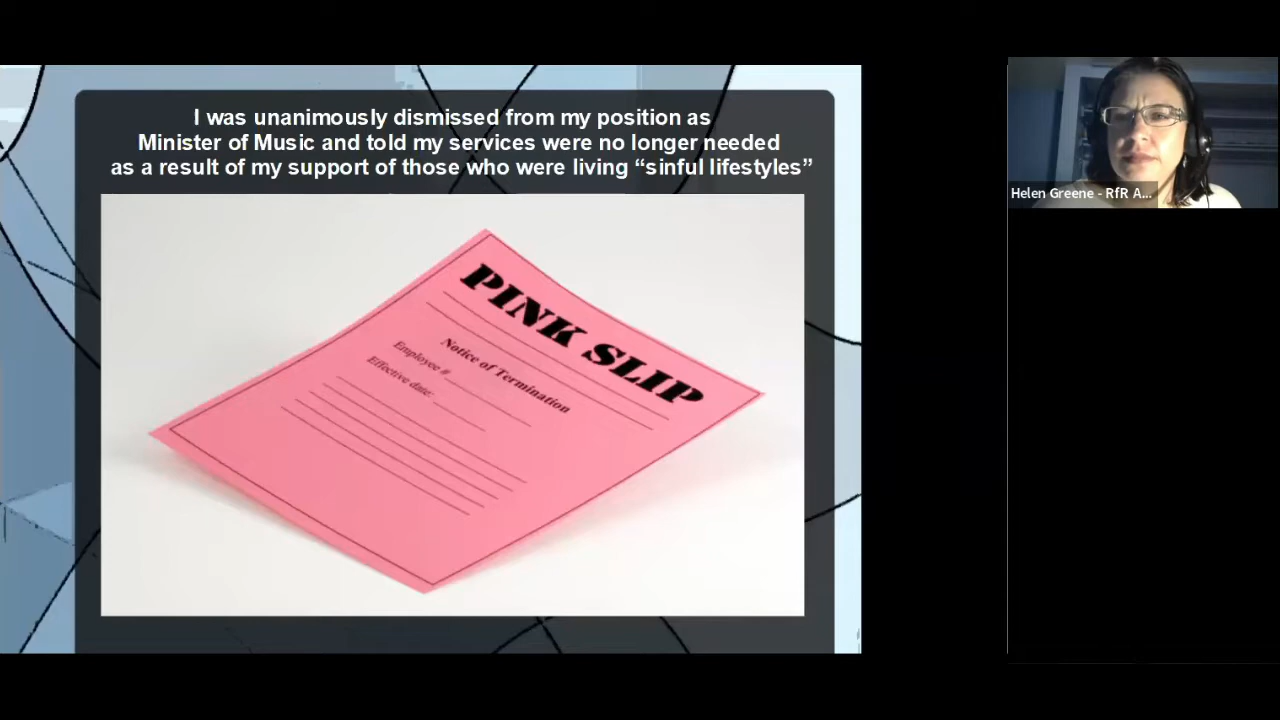 I was unanimously dismissed from my position as
Minister of Music and told my services were no longer needed
as a result of my support of those who were living “sinful lifestyles”
PINK SLIP
Notice of Termination
Employee #
Effective date:
Helen Greene - RfR A...